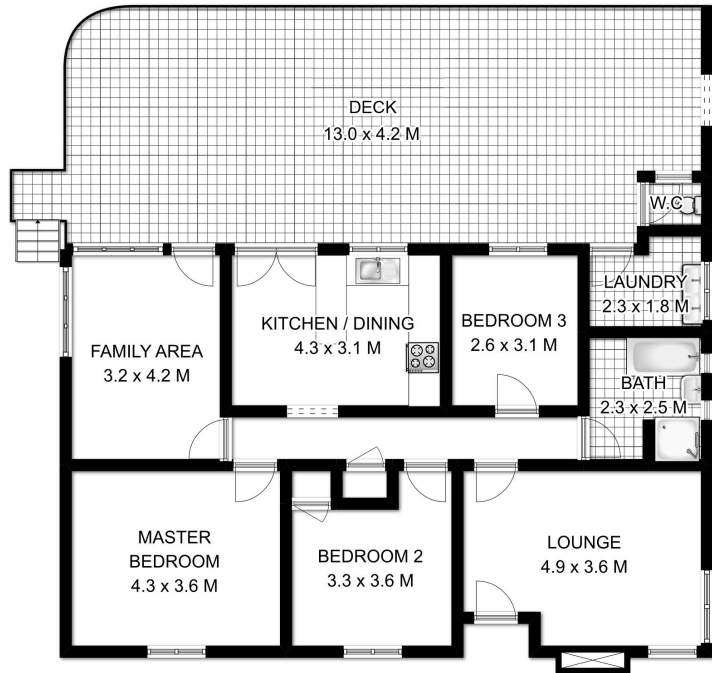 DECK
13.0 x 4.2 M
W.C
LAUNDRY
2.3 x 1.8 M
KITCHEN / DINING
4.3 x 3.1 M
BEDROOM 3
2.6 x 3.1 M
FAMILY AREA
3.2 x 4.2 M
BATH
2.3 x 2.5 M
MASTER
BEDROOM
4.3 x 3.6 M
BEDROOM 2
3.3 x 3.6 M
LOUNGE
4.9 x 3.6 M